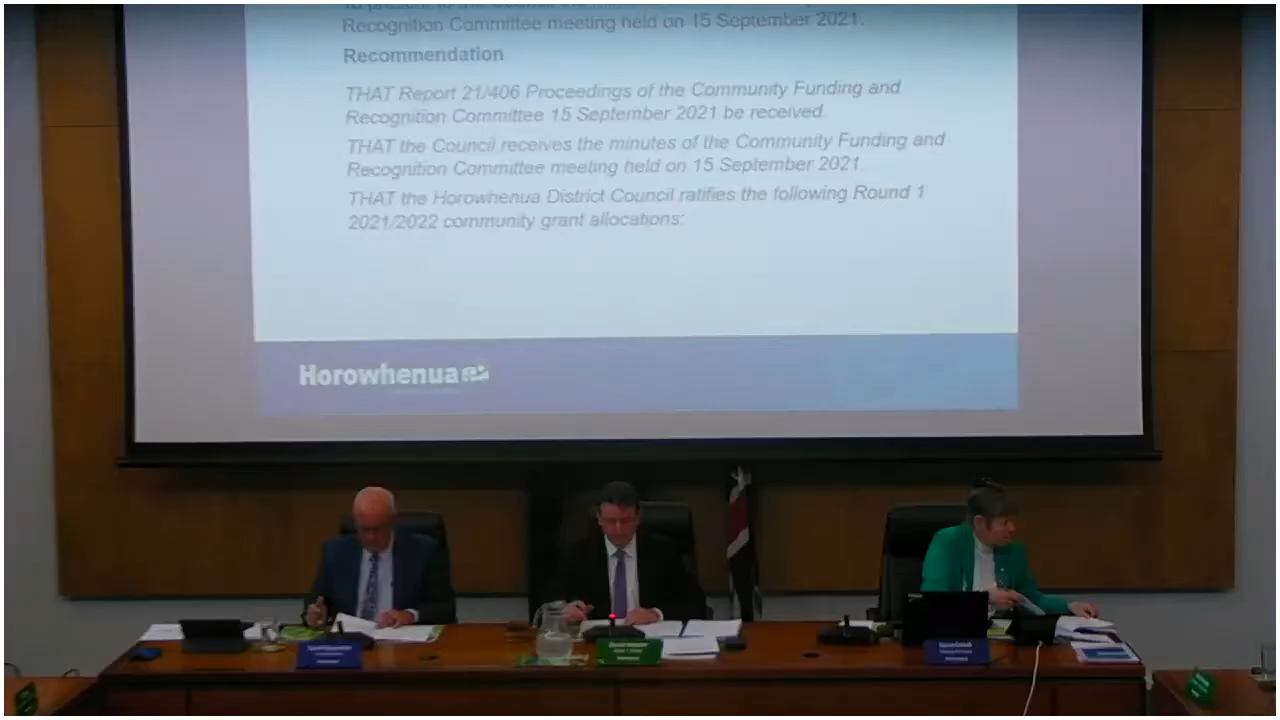 Recognition Committee meeting held on 15 September 2021.
Recommendation
THAT Report 21/406 Proceedings of the Community Funding and
Recognition Committee 15 September 2021 be received.
THAT the Council receives the minutes of the Community Funding and
Recognition Committee meeting held on 15 September 2021.
THAT the Horowhenua District Council ratifies the following Round 1
2021/2022 community grant allocations:
Horowhenua